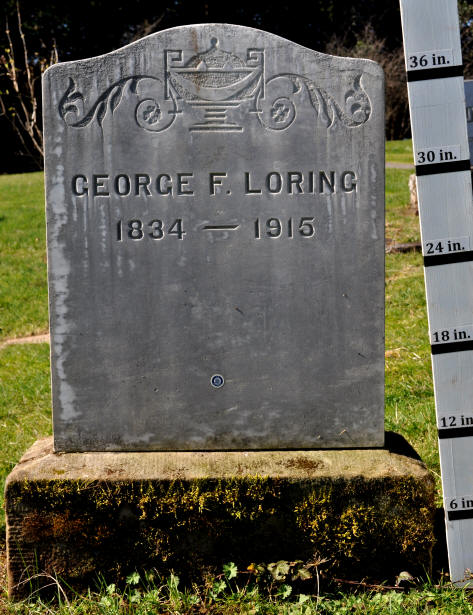 GEORGE F. LORING
1834 — 1915
36 in.
30 in.
24 in.
18 in.
12 in
6 in